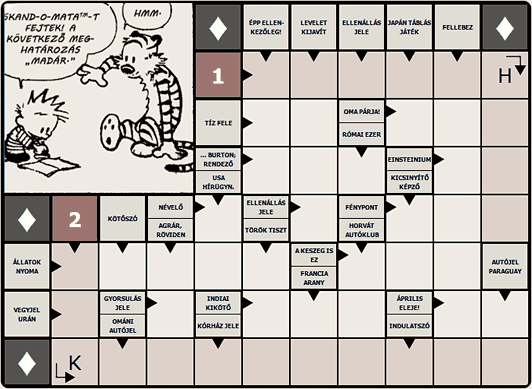 SKAND-O-MATA™-T
FEJTEK! A
KÖVETKEZŐ MEG-
HATÁROZÁS
„MADÁR.”
HMM.
ÉPP ELLEN-
KEZŐLEG!
LEVELET
KIJAVÍT
ELLENÁLLÁS
JELE
JAPÁN TÁBLÁS
JÁTÉK
FELLEBEZ
1
H
TÍZ FELE
OMA PÁRJA!
RÓMAI EZER
... BURTON;
RENDEZŐ
USA
HÍRÜGYN.
EINSTEINIUM
KICSINYÍTŐ
KÉPZŐ
2
KÖTŐSZÓ
NÉVELŐ
AGRÁR,
RÖVIDEN
ELLENÁLLÁS
JELE
TÖRÖK TISZT
FÉNYPONT
HORVÁT
AUTÓKLUB
ÁLLATOK
NYOMA
A KESZEG IS
EZ
FRANCIA
ARANY
AUTÓJEL
PARAGUAY
VEGYJEL
URÁN
GYORSULÁS
JELE
OMÁNI
AUTÓJEL
INDIAI
KIKÖTŐ
KÓRHÁZ JELE
ÁPRILIS
ELEJE!
INDULATSZÓ
K